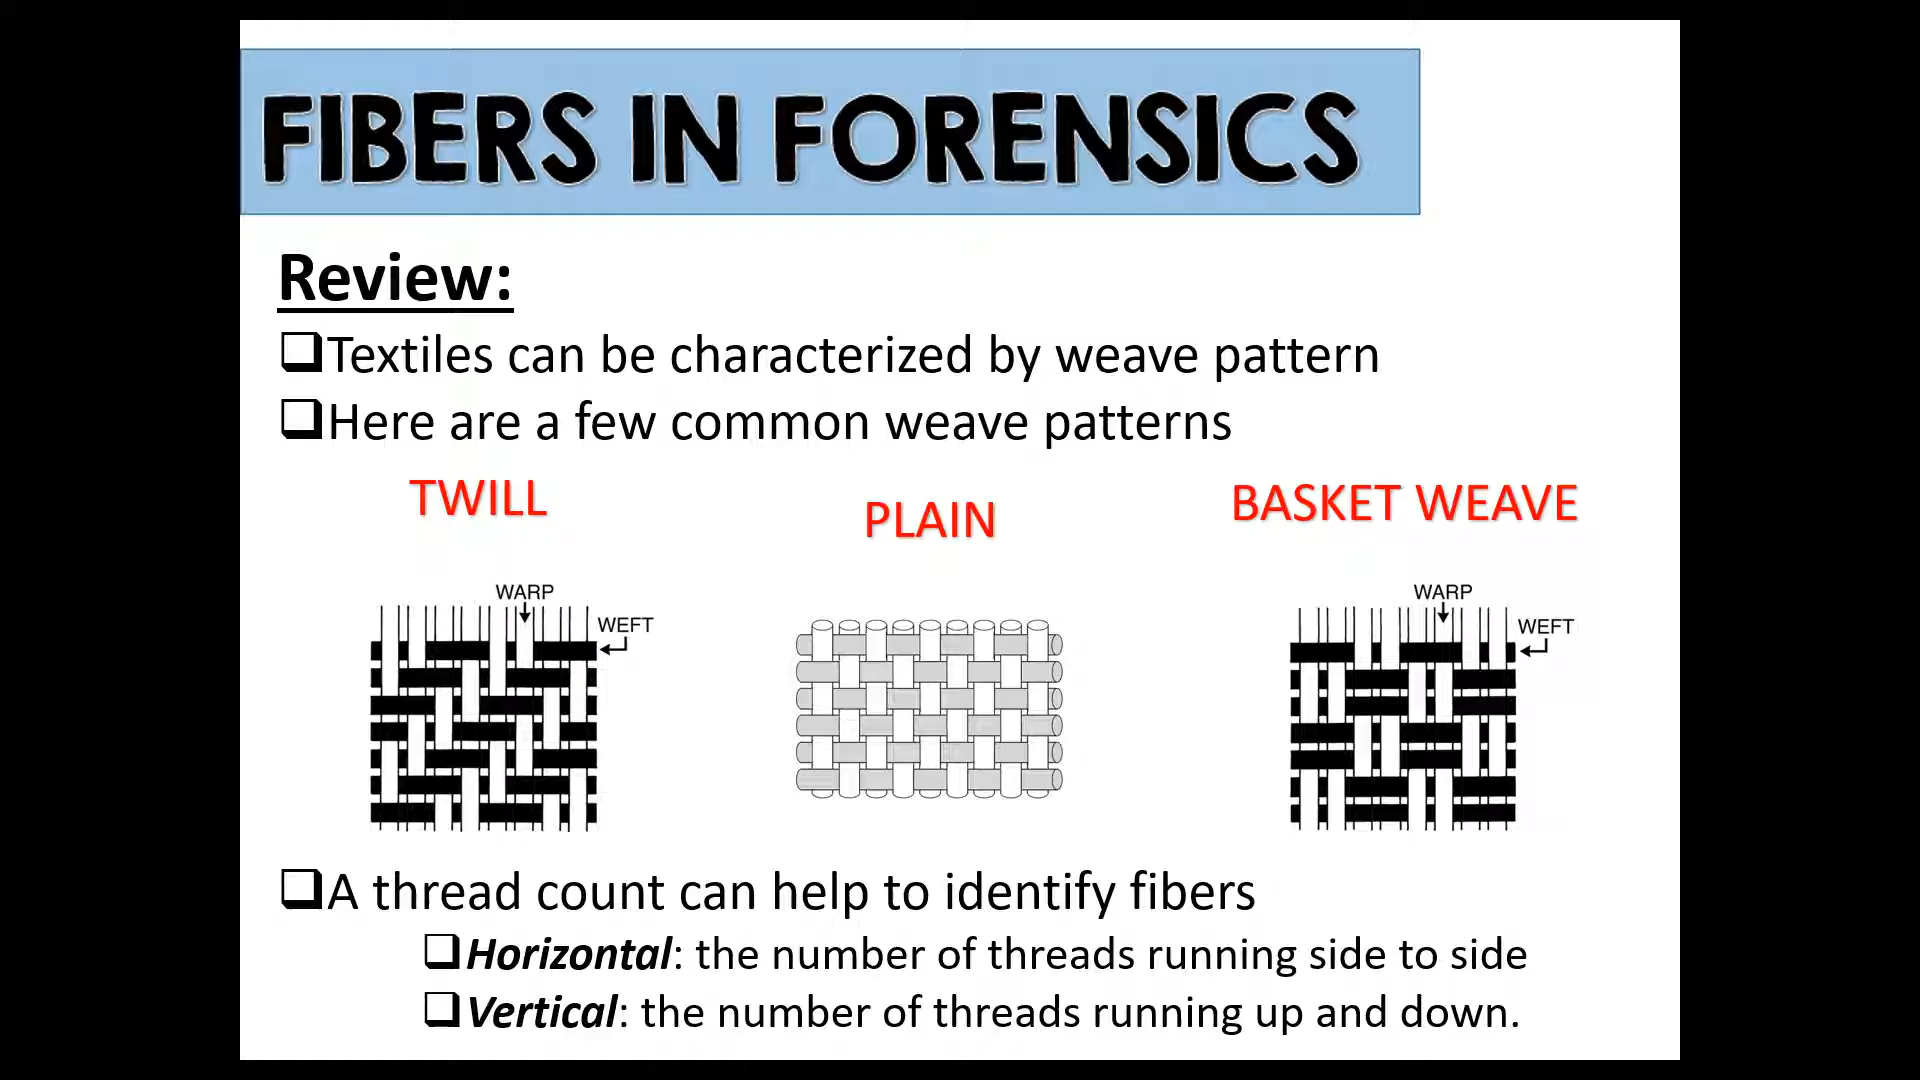 FIBERS IN FORENSICS
Review:
Textiles can be characterized by weave pattern
Here are a few common weave patterns
TWILL
PLAIN
BASKET WEAVE
WARP
WEFT
WARP
WEFT
A thread count can help to identify fibers
Horizontal: the number of threads running side to side
Vertical: the number of threads running up and down.